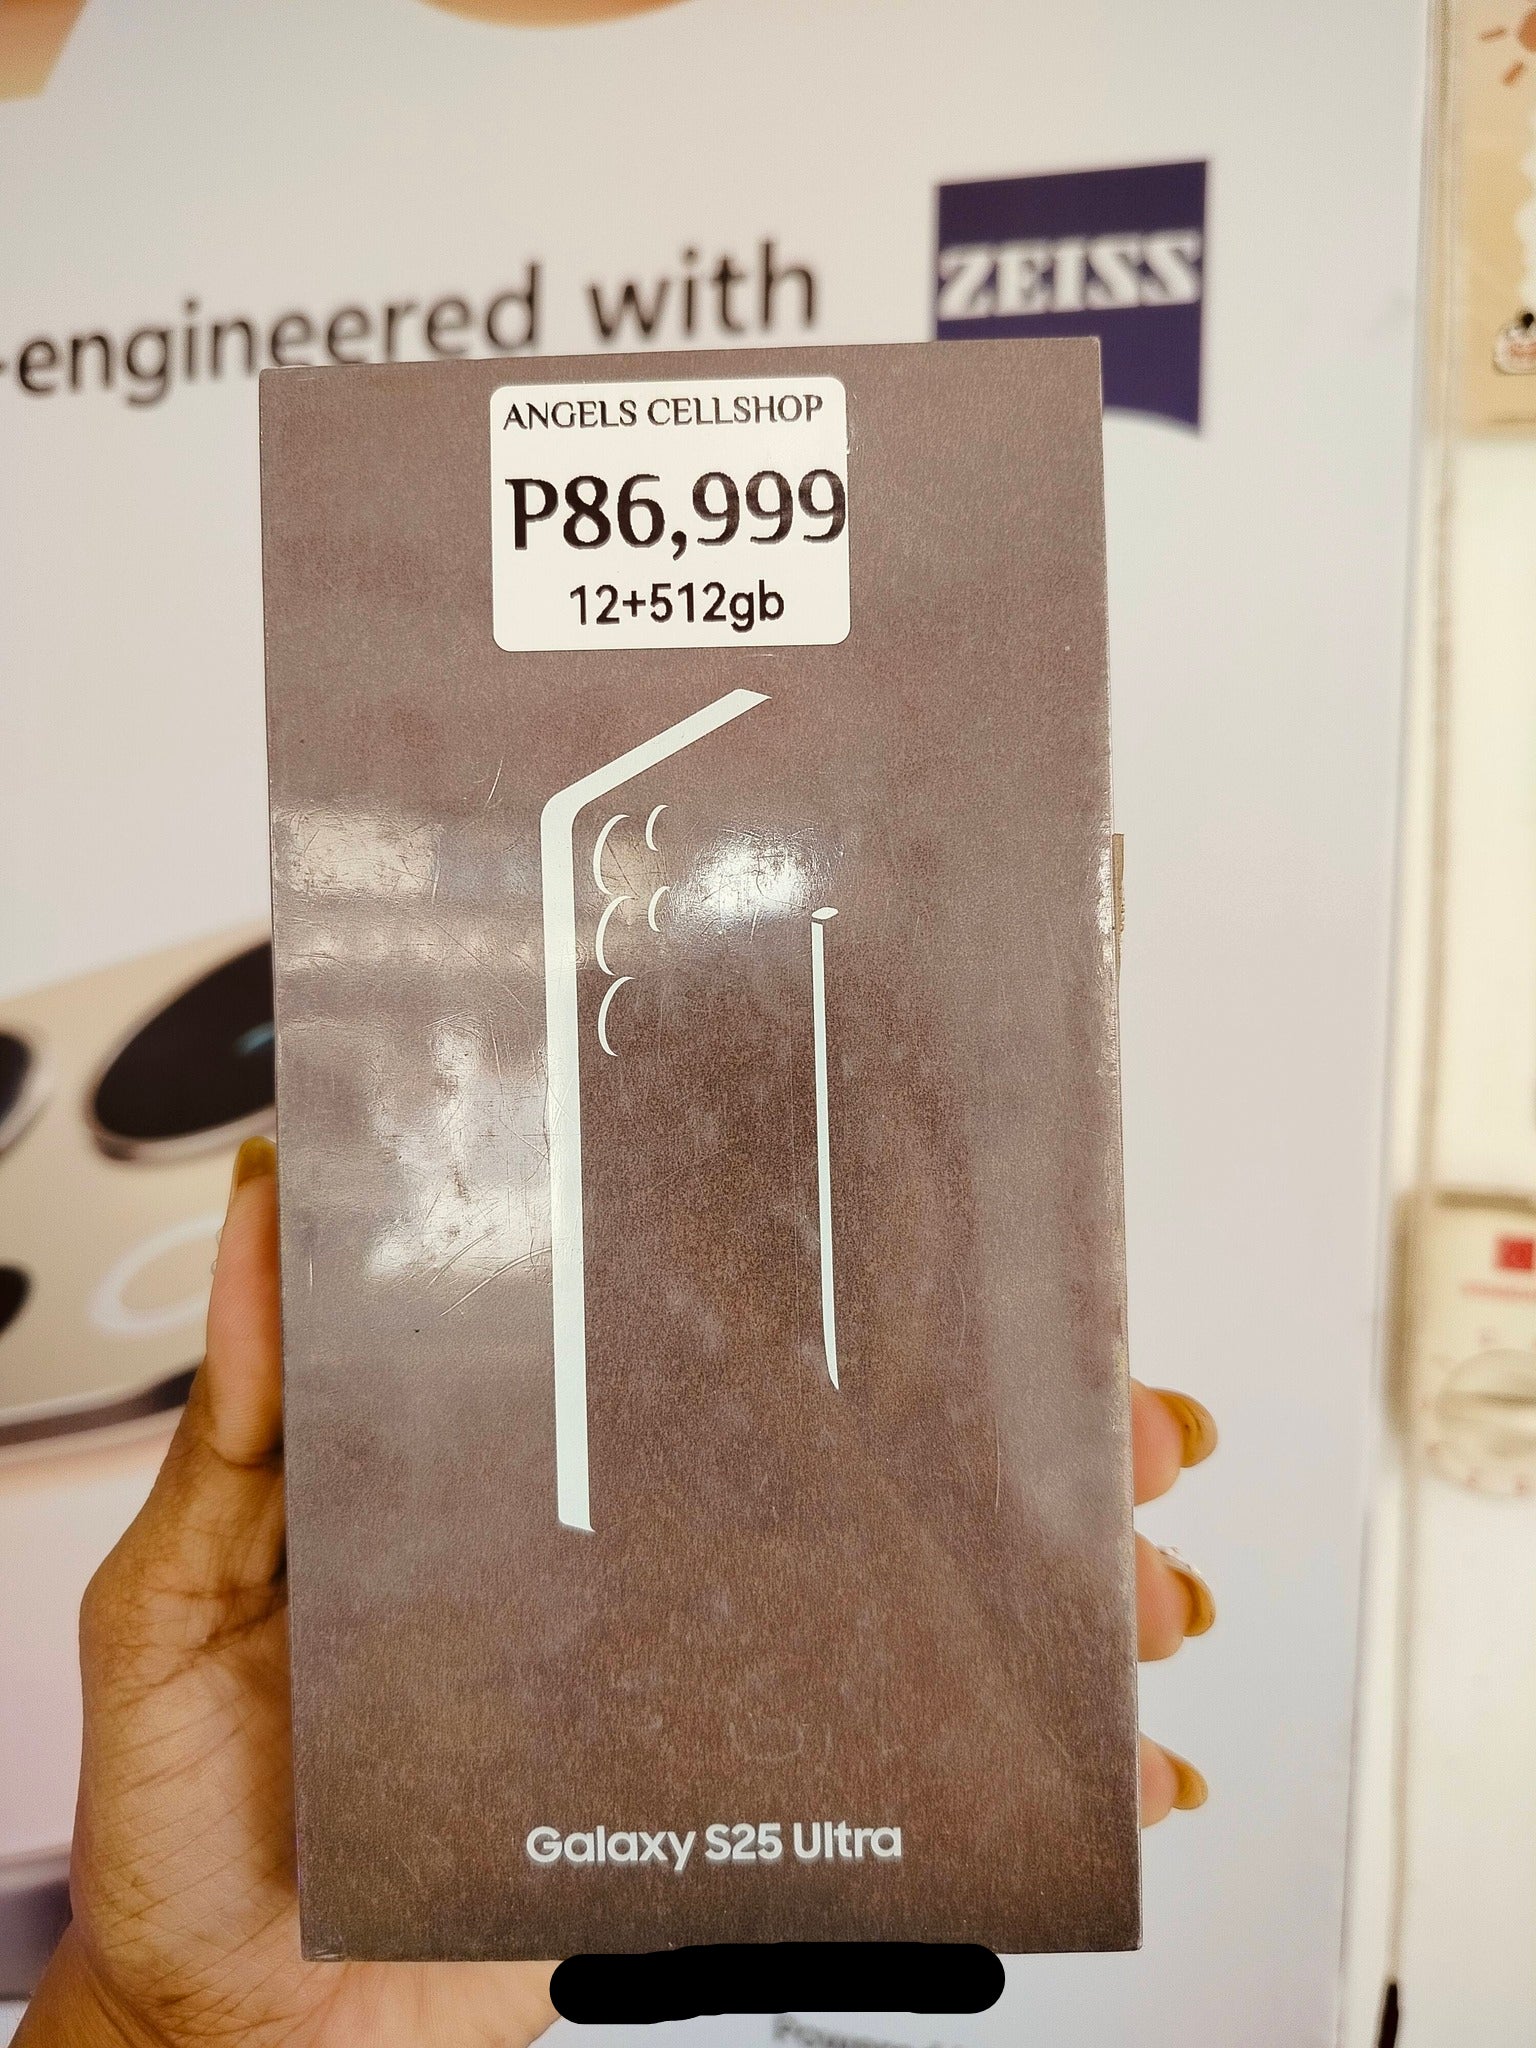 -engineered with
ZEISS
ANGELS CELLSHOP
P86,999
12+512gb
Galaxy S25 Ultra